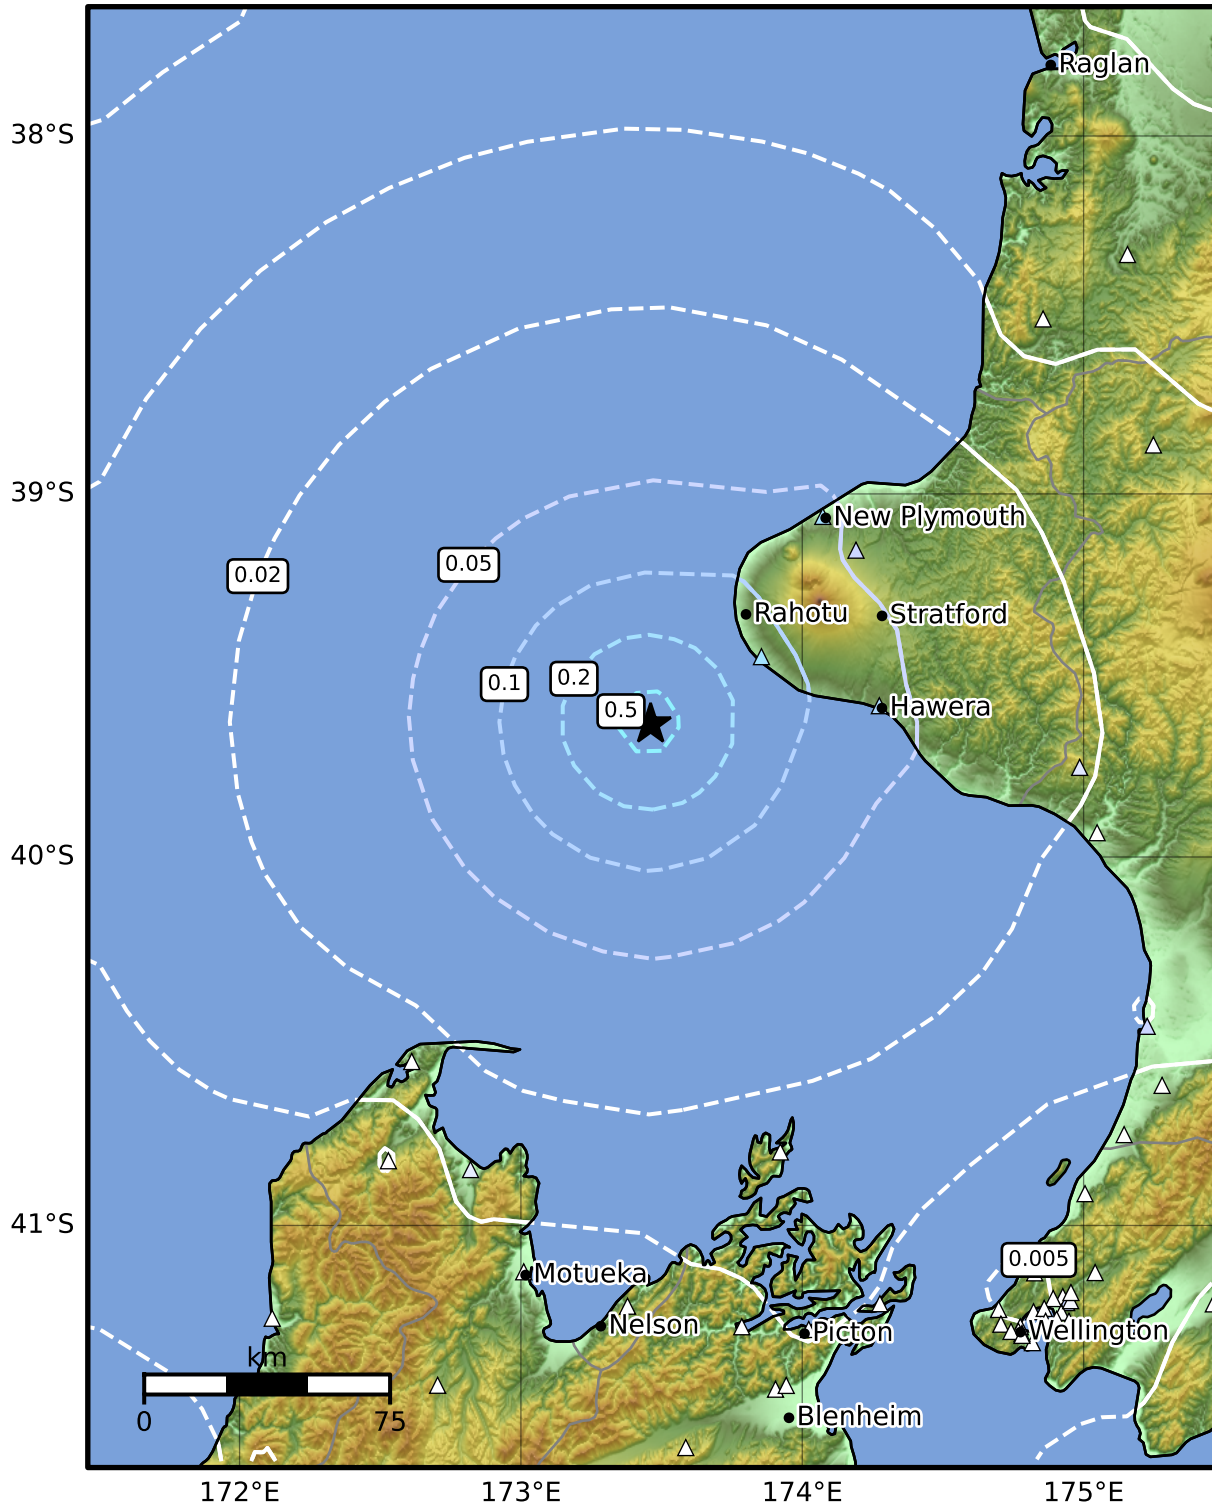 Raglan
38°S
39°S
New Plymouth
0.05
0.02
Rahotu
Stratford
0.2
0.1
0.5
Hawera
40°S
41°S
0.005
Motueka
Nelson
Picton
Wellington
km
0
75
Blenheim
172°E
173°E
174°E
175°E